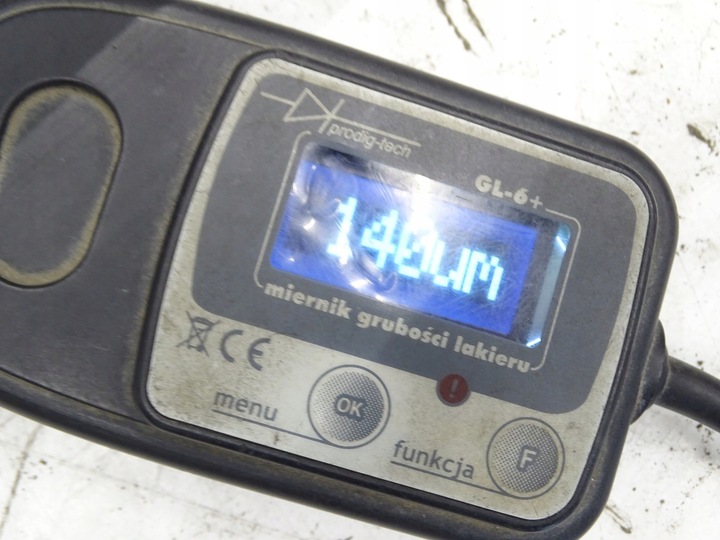 prodig-tech
GL-6+
140um
miernik grubości lakieru
CE
menu
OK
!
funkcja
F